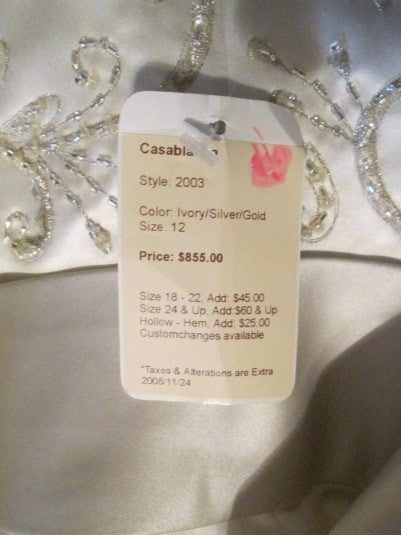 Style: 2003
Color: Ivory/Silver/Gold
Size: 12
Price: $855.00
Size 18 - 22, Add: $45.00
Size 24 & Up, Add:$60 & Up
Hollow - Hem, Add: $25.00
Customchanges available
*Taxes & Alterations are Extra
2008/11/24